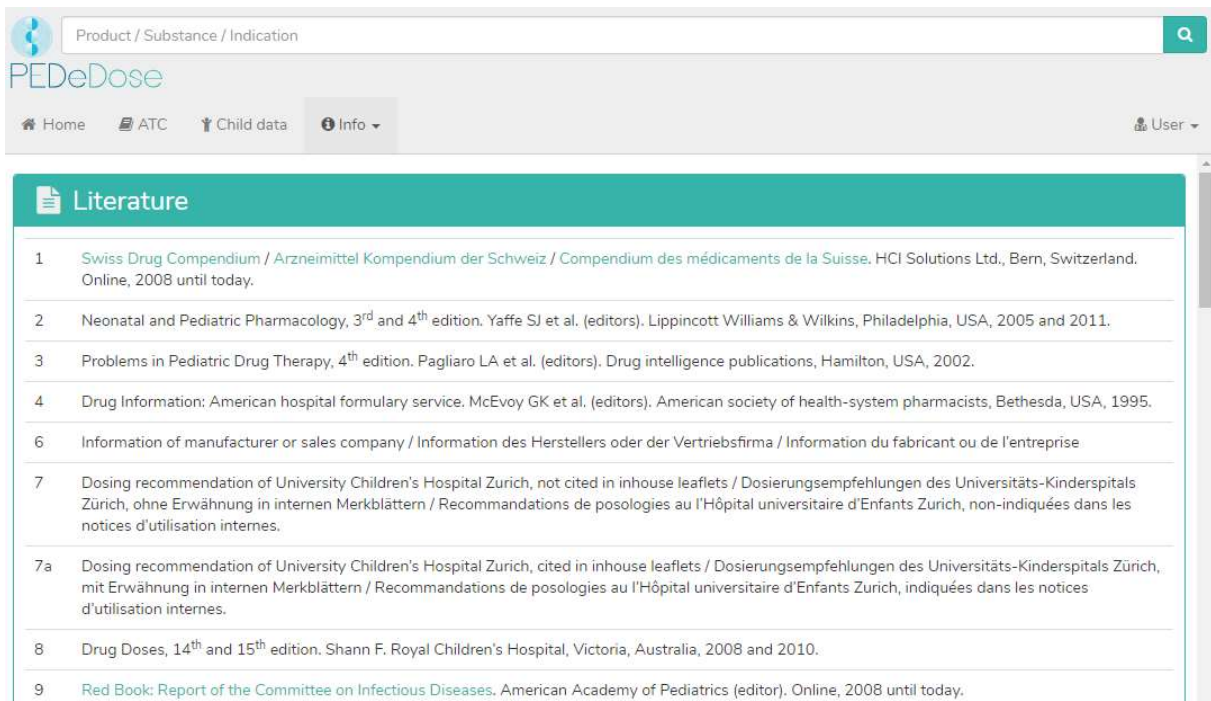 Product / Substance / Indication
PEDeDose
Home ATC Child data Info User
Literature
1 Swiss Drug Compendium / Arzneimittel Kompendium der Schweiz / Compendium des médicaments de la Suisse. HCI Solutions Ltd., Bern, Switzerland.
Online, 2008 until today.
2 Neonatal and Pediatric Pharmacology, 3rd and 4th edition. Yaffe SJ et al. (editors). Lippincott Williams & Wilkins, Philadelphia, USA, 2005 and 2011.
3 Problems in Pediatric Drug Therapy, 4th edition. Pagliaro LA et al. (editors). Drug intelligence publications, Hamilton, USA, 2002.
4 Drug Information: American hospital formulary service. McEvoy GK et al. (editors). American society of health-system pharmacists, Bethesda, USA, 1995.
6 Information of manufacturer or sales company / Information des Herstellers oder der Vertriebsfirma / Information du fabricant ou de l'entreprise
7 Dosing recommendation of University Children's Hospital Zurich, not cited in inhouse leaflets / Dosierungsempfehlungen des Universitäts-Kinderspitals
Zürich, ohne Erwähnung in internen Merkblättern / Recommandations de posologies au l'Hôpital universitaire d'Enfants Zurich, non-indiquées dans les
notices d'utilisation internes.
7a Dosing recommendation of University Children's Hospital Zurich, cited in inhouse leaflets / Dosierungsempfehlungen des Universitäts-Kinderspitals Zürich,
mit Erwähnung in internen Merkblättern / Recommandations de posologies au l'Hôpital universitaire d'Enfants Zurich, indiquées dans les notices
d'utilisation internes.
8 Drug Doses, 14th and 15th edition. Shann F. Royal Children's Hospital, Victoria, Australia, 2008 and 2010.
9 Red Book: Report of the Committee on Infectious Diseases. American Academy of Pediatrics (editor). Online, 2008 until today.